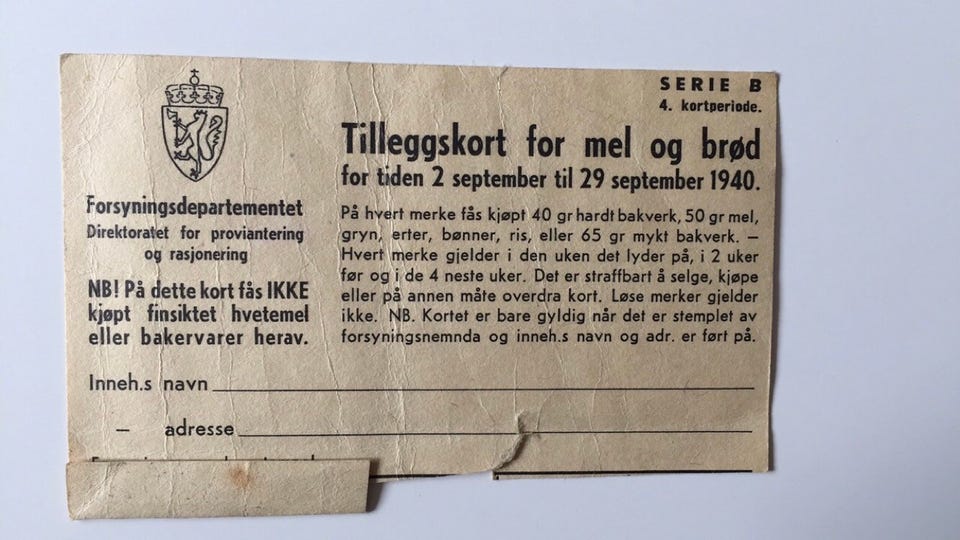 SERIE B
4. kortperiode.
Tilleggskort for mel og brød
for tiden 2 september til 29 september 1940.
På hvert merke fås kjøpt 40 gr hardt bakverk, 50 gr mel,
gryn, erter, bønner, ris, eller 65 gr mykt bakverk. —
Hvert merke gjelder i den uken det lyder på, i 2 uker
før og i de 4 neste uker. Det er straffbart å selge, kjøpe
eller på annen måte overdra kort. Løse merker gjelder
ikke. NB. Kortet er bare gyldig når det er stemplet av
forsyningsnemnda og inneh.s navn og adr. er ført på.
Forsyningsdepartementet
Direktoratet for proviantering
og rasjonering
NB! På dette kort fås IKKE
kjøpt finsiktet hvetemel
eller bakervarer herav.
Inneh.s navn
— adresse